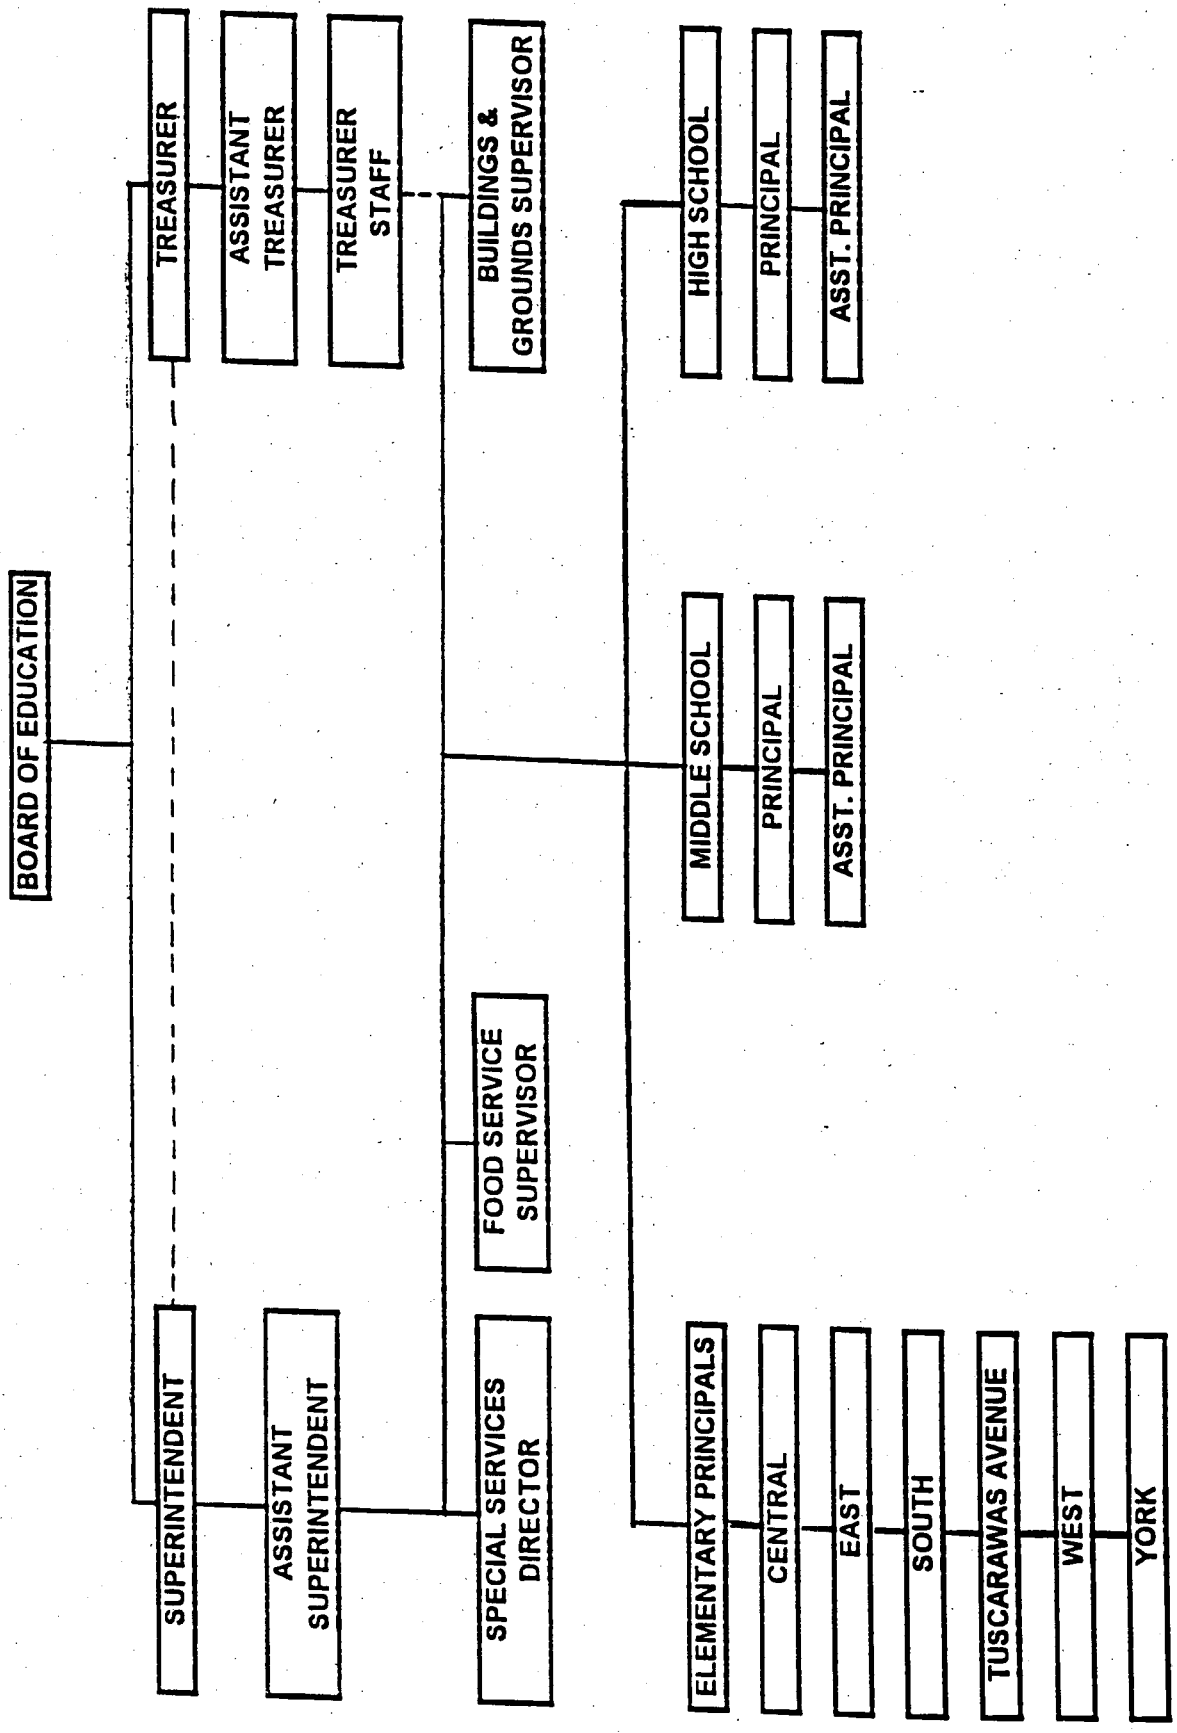 BOARD OF EDUCATION
SUPERINTENDENT
TREASURER
ASSISTANT
SUPERINTENDENT
ASSISTANT
TREASURER
TREASURER
STAFF
SPECIAL SERVICES
DIRECTOR
FOOD SERVICE
SUPERVISOR
BUILDINGS &
GROUNDS SUPERVISOR
ELEMENTARY PRINCIPALS
CENTRAL
EAST
SOUTH
TUSCARAWAS AVENUE
WEST
YORK
MIDDLE SCHOOL
PRINCIPAL
ASST. PRINCIPAL
HIGH SCHOOL
PRINCIPAL
ASST. PRINCIPAL